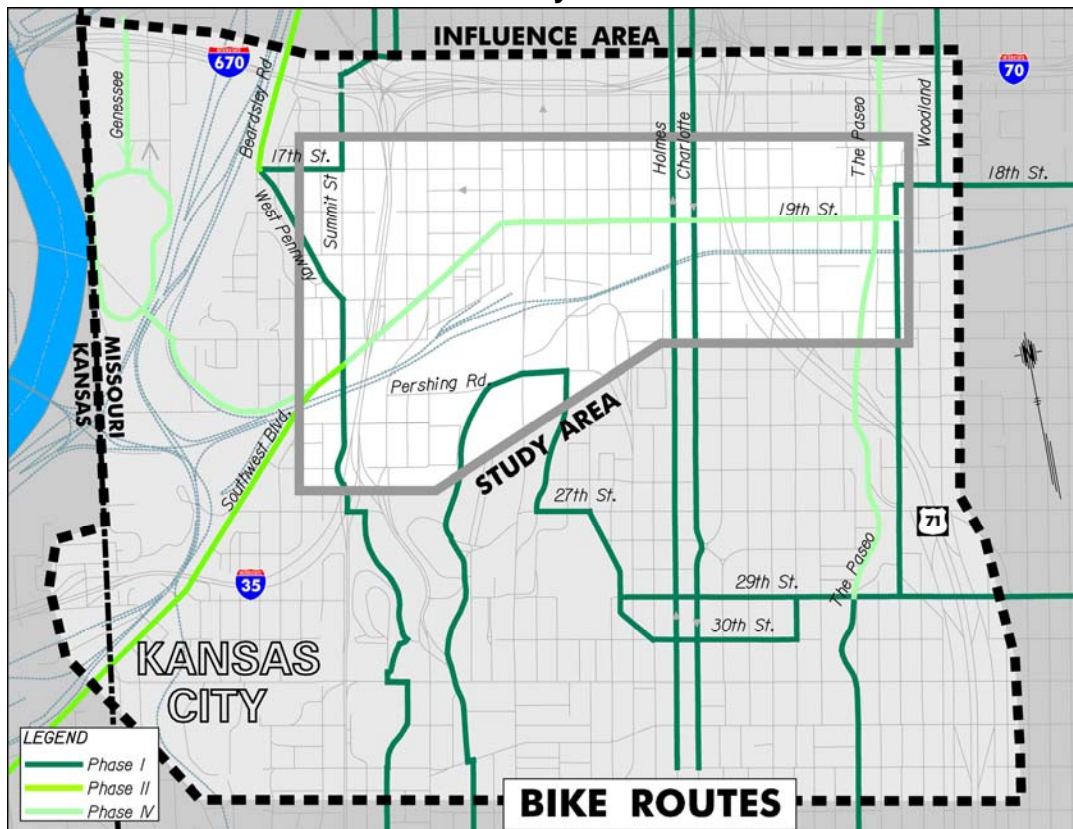 INFLUENCE AREA
670
70
Genessee
Beardsley Rd
Holmes
Charlotte
The Paseo
Woodland
17th St.
18th St.
Summit St
West Pennway
19th St.
MISSOURI
KANSAS
N
Pershing Rd.
STUDY AREA
Southwest Blvd.
27th St.
71
The Paseo
29th St.
35
30th St.
KANSAS
CITY
LEGEND
Phase I
Phase II
Phase IV
BIKE ROUTES